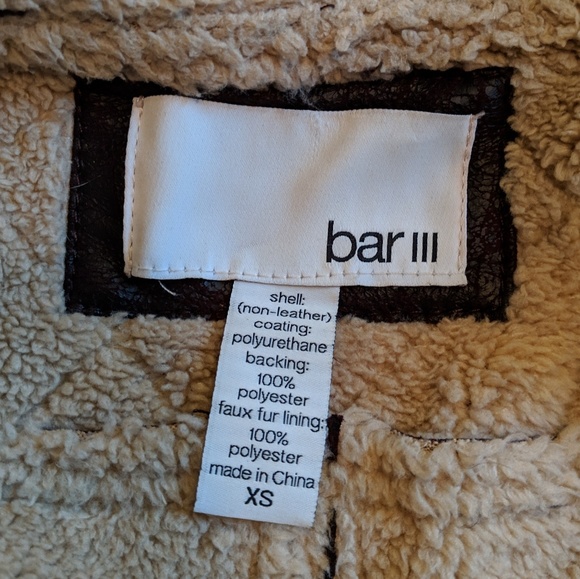 bar III
shell:
(non-leather)
coating:
polyurethane
backing:
100%
polyester
faux fur lining:
100%
polyester
made in China
XS